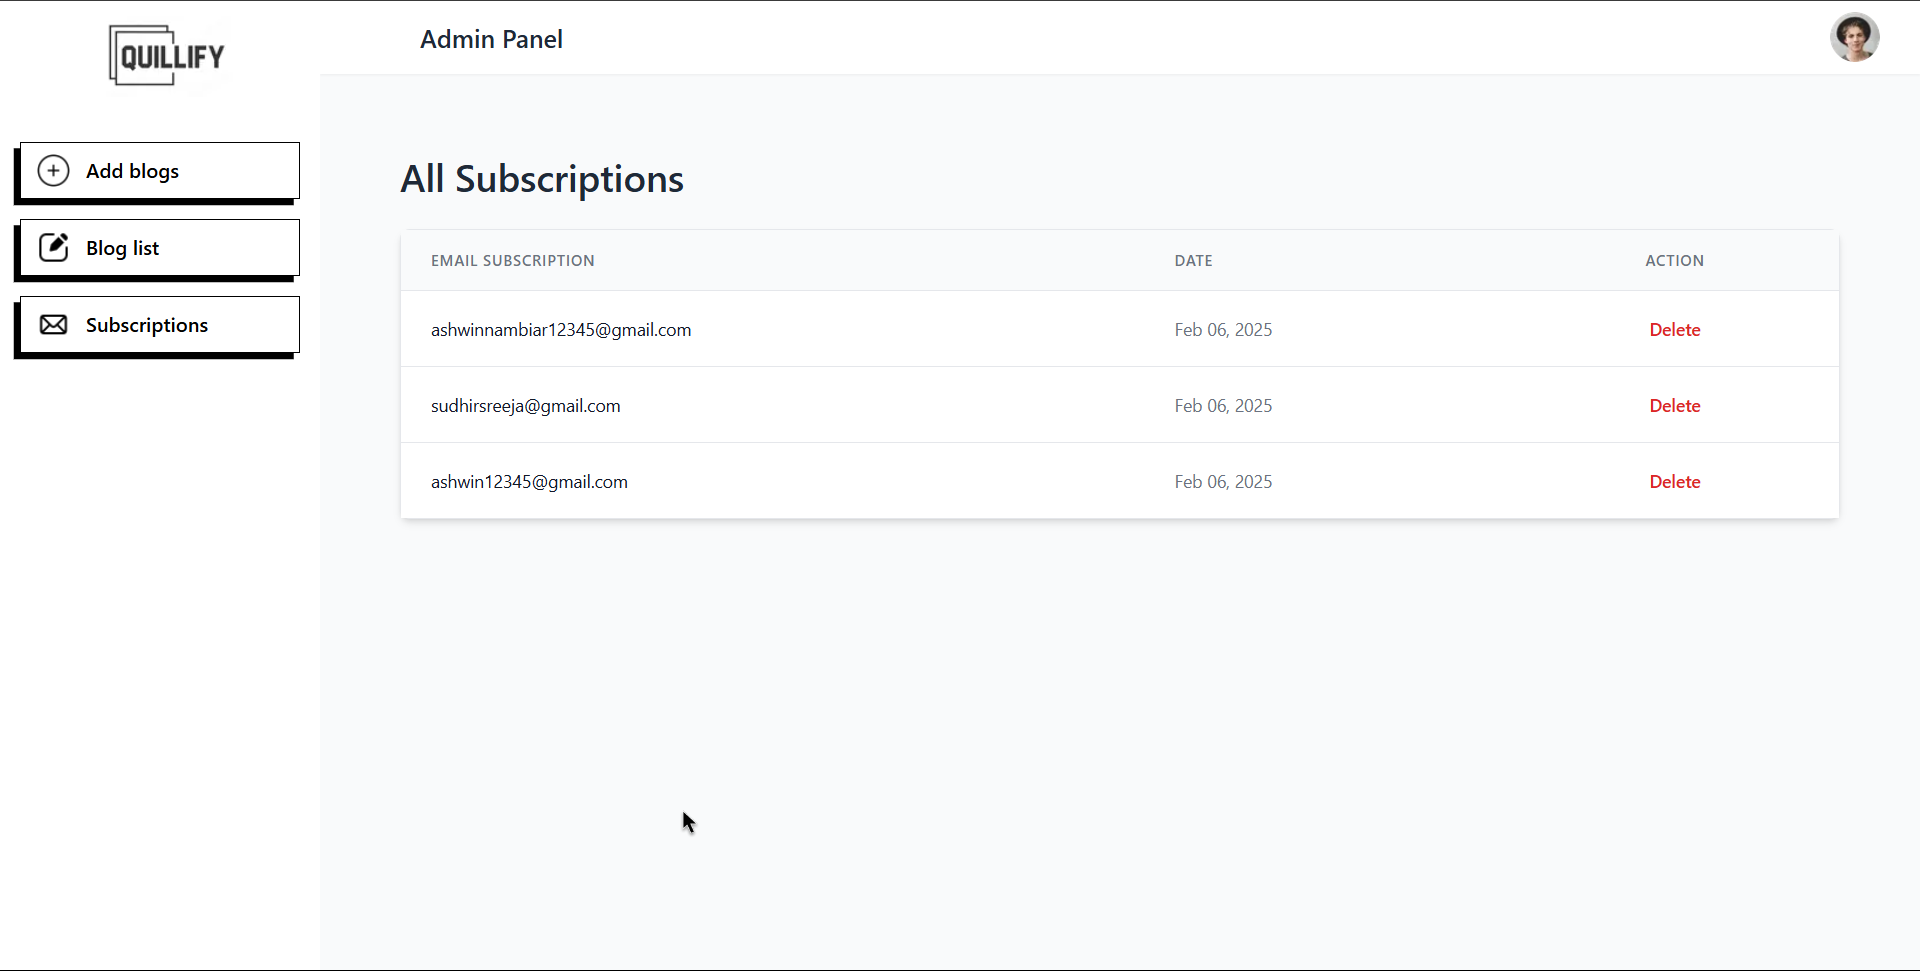 QUILLIFY
Admin Panel
Add blogs
Blog list
Subscriptions
All Subscriptions
EMAIL SUBSCRIPTION DATE ACTION
ashwinnambiar12345@gmail.com Feb 06, 2025 Delete
sudhirsreeja@gmail.com Feb 06, 2025 Delete
ashwin12345@gmail.com Feb 06, 2025 Delete